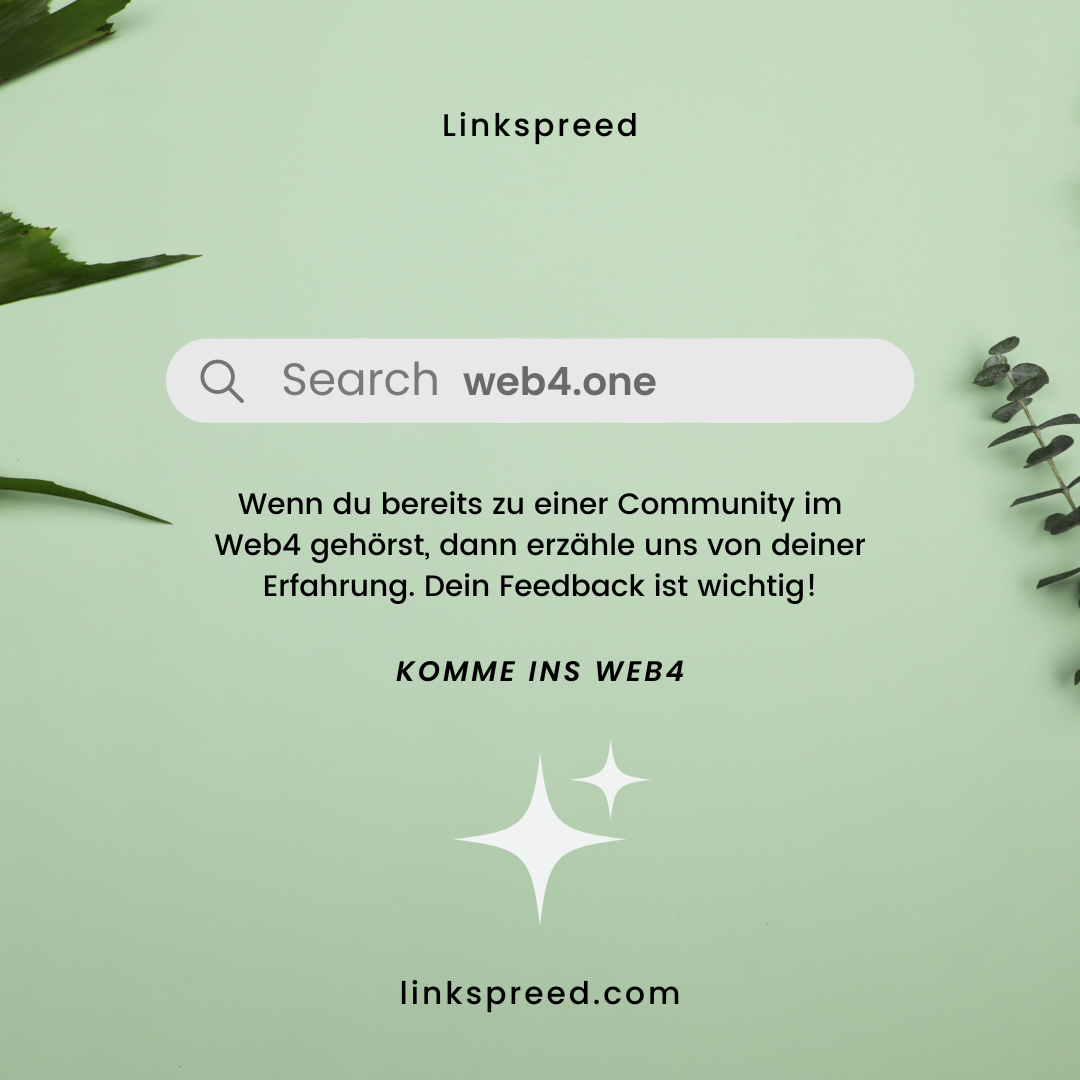 Linkspreed
Search web4.one
Wenn du bereits zu einer Community im
Web4 gehörst, dann erzähle uns von deiner
Erfahrung. Dein Feedback ist wichtig!
KOMME INS WEB4
linkspreed.com